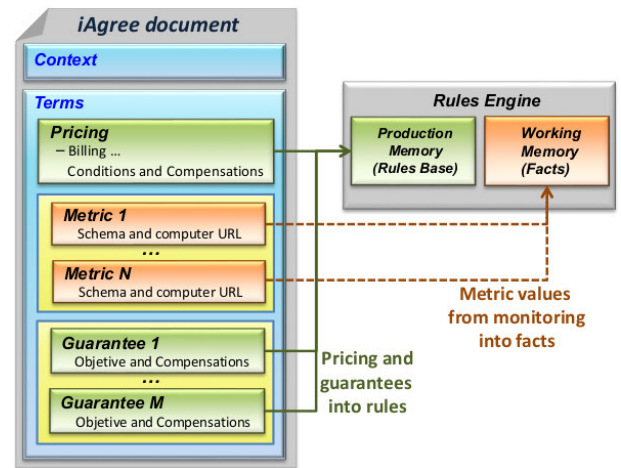 iAgree document
Context
Terms
Pricing
– Billing ...
Conditions and Compensations
Metric 1
Schema and computer URL
...
Metric N
Schema and computer URL
Guarantee 1
Objetive and Compensations
...
Guarantee M
Objetive and Compensations
Rules Engine
Production
Memory
(Rules Base)
Working
Memory
(Facts)
Metric values
from monitoring
into facts
Pricing and
guarantees
into rules